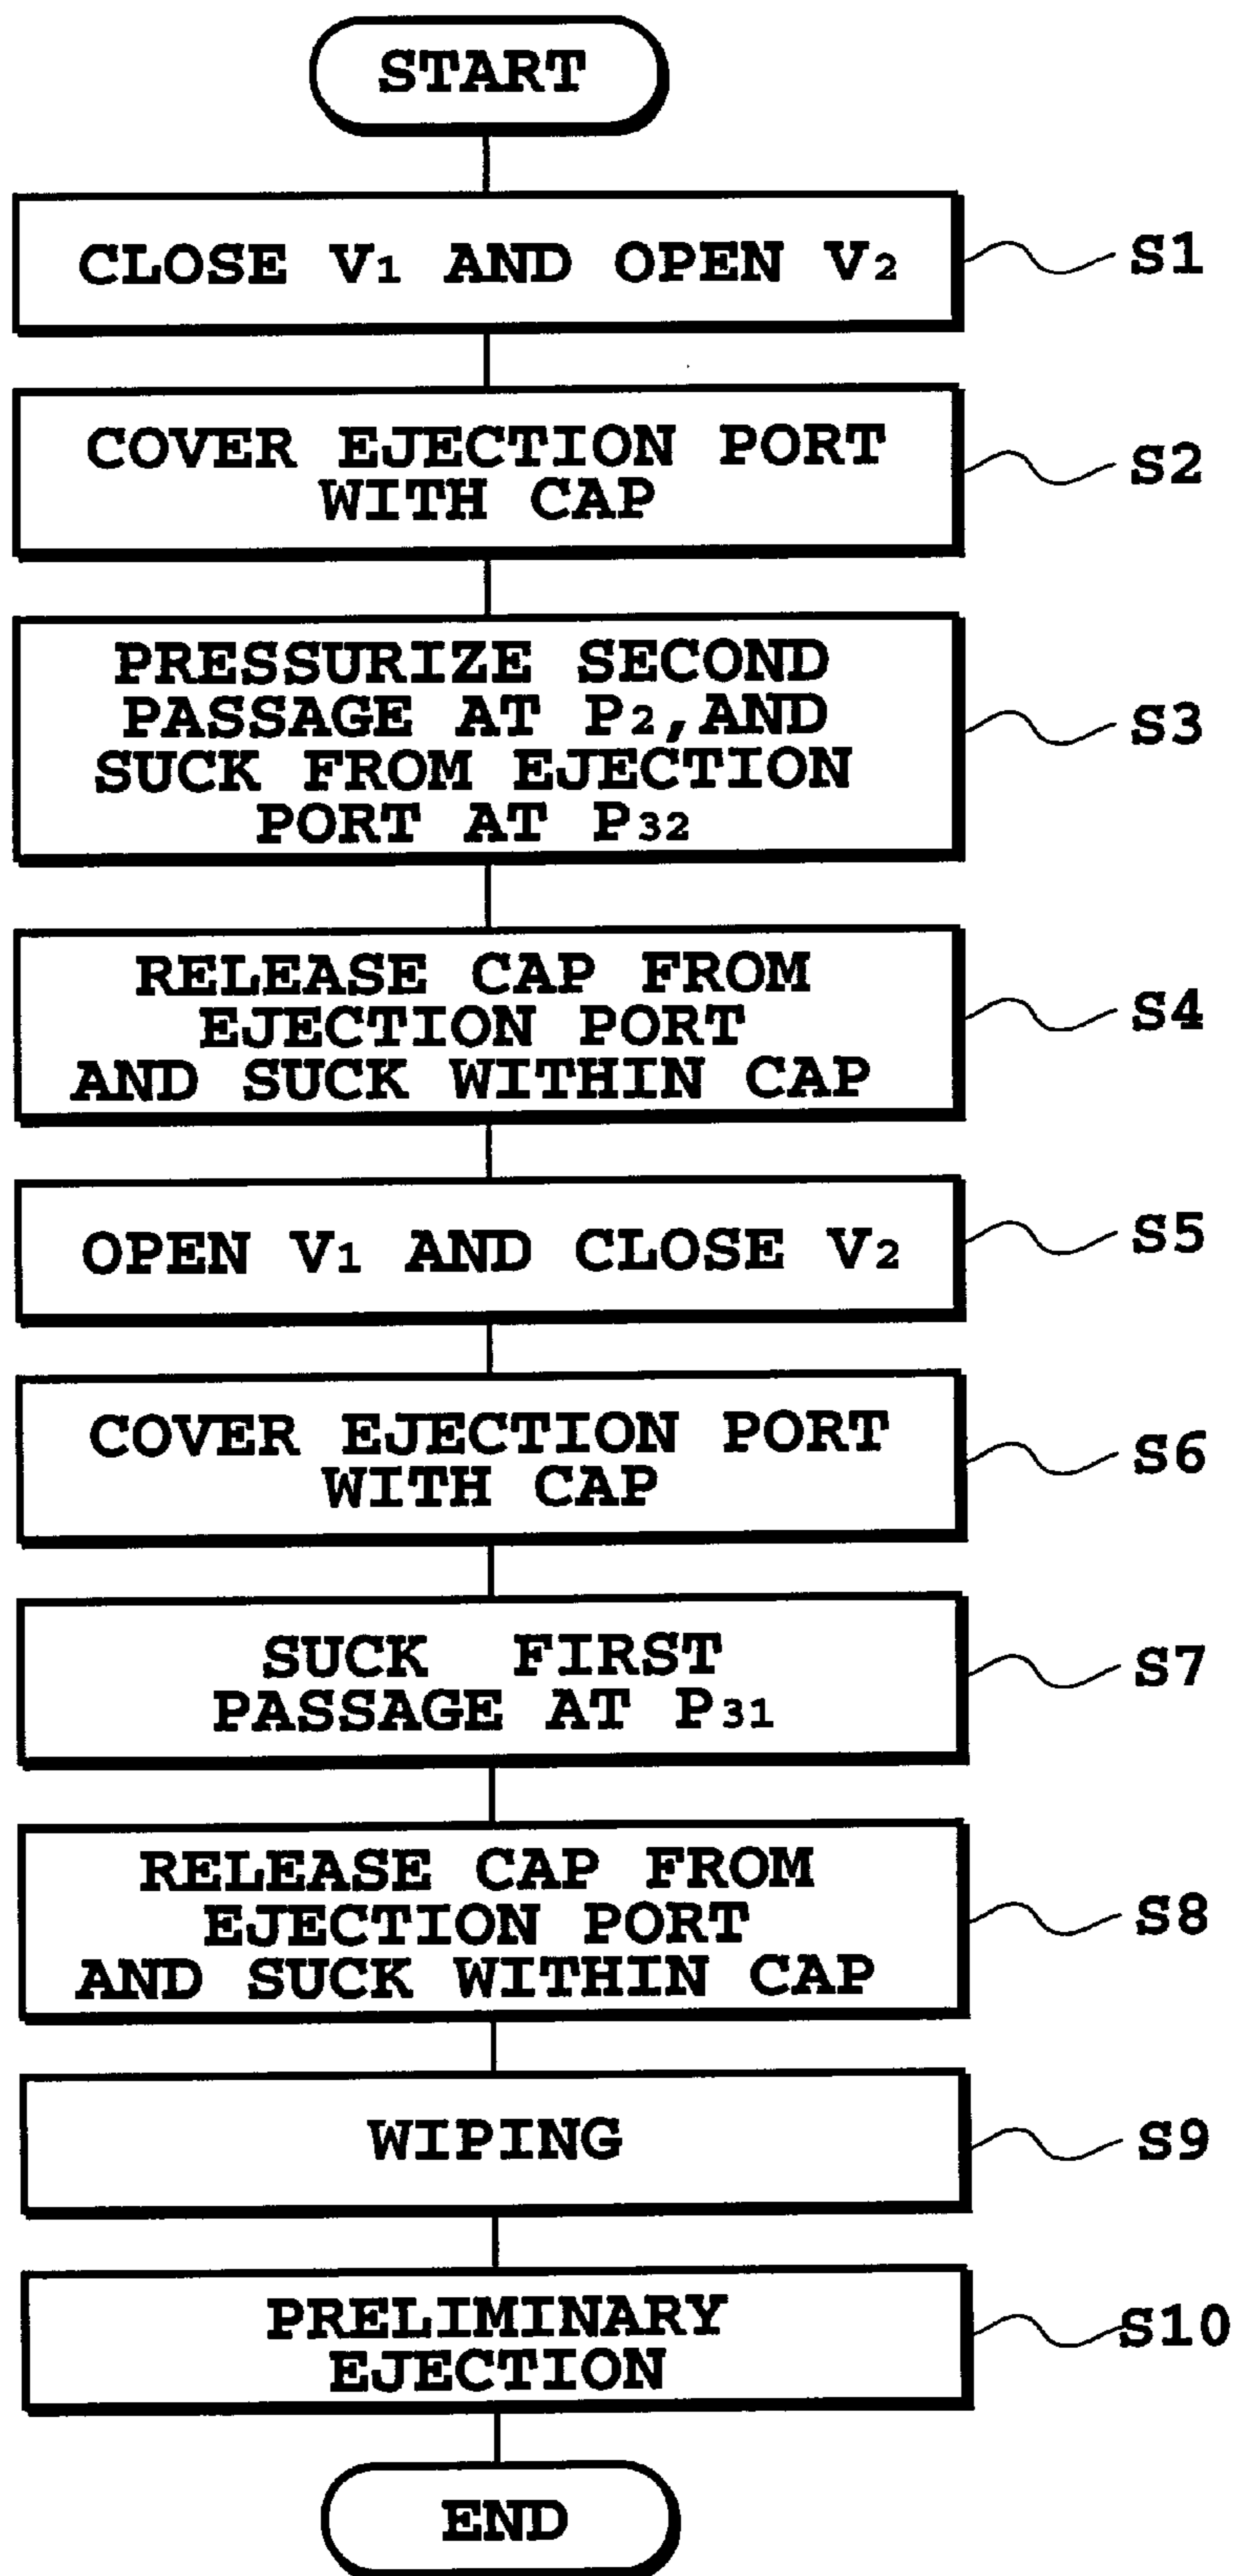 START
CLOSE V1 AND OPEN V2
S1
COVER EJECTION PORT
WITH CAP
S2
PRESSURIZE SECOND
PASSAGE AT P2,AND
SUCK FROM EJECTION
PORT AT P32
S3
RELEASE CAP FROM
EJECTION PORT
AND SUCK WITHIN CAP
S4
OPEN V1 AND CLOSE V2
S5
COVER EJECTION PORT
WITH CAP
S6
SUCK FIRST
PASSAGE AT P31
S7
RELEASE CAP FROM
EJECTION PORT
AND SUCK WITHIN CAP
S8
WIPING
S9
PRELIMINARY
EJECTION
S10
END